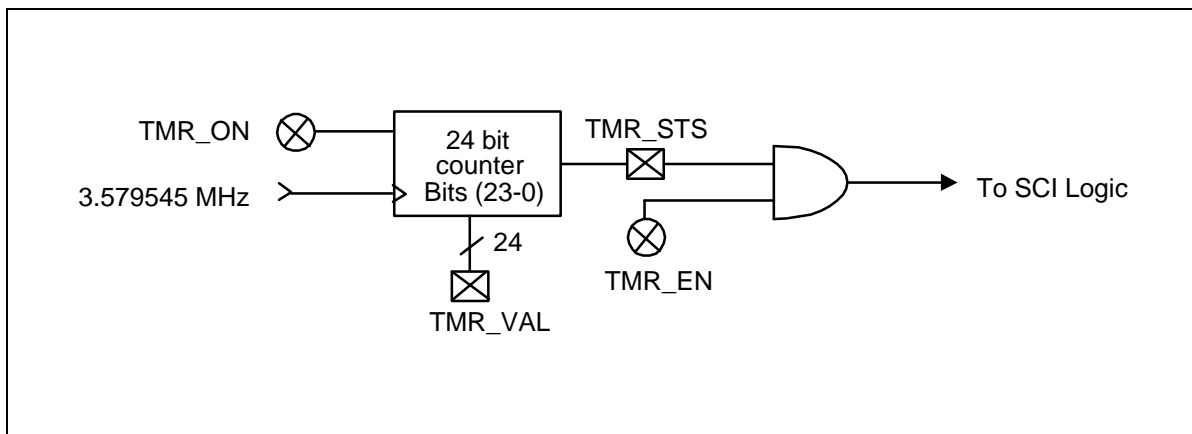 TMR_ON
3.579545 MHz
24 bit
counter
Bits (23-0)
24
TMR_VAL
TMR_STS
TMR_EN
To SCI Logic